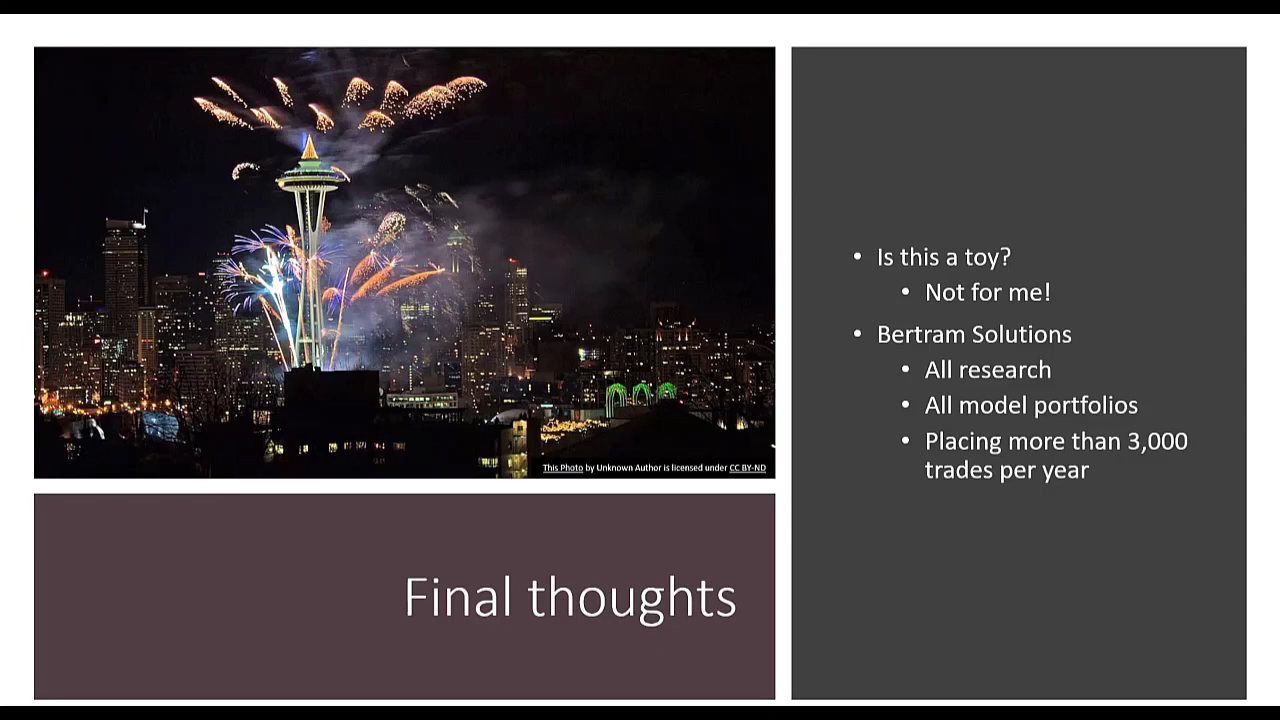 This Photo by Unknown Author is licensed under CC BY-ND
Final thoughts
• Is this a toy?
• Not for me!
• Bertram Solutions
• All research
• All model portfolios
• Placing more than 3,000
trades per year